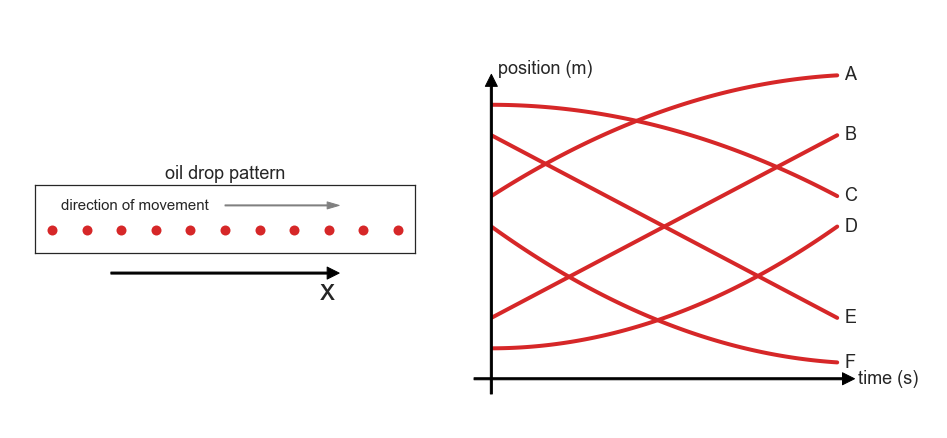 oil drop pattern
direction of movement
X
position (m)
A
B
C
D
E
F
time (s)